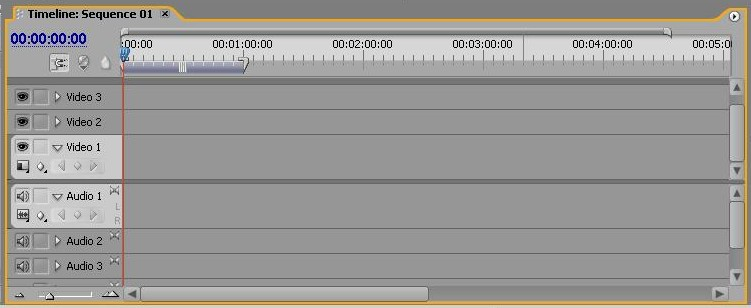 Timeline: Sequence 01
00:00:00:00
:00:00 00:01:00:00 00:02:00:00 00:03:00:00 00:04:00:00 00:05:0
Video 3
Video 2
Video 1
Audio 1
L
R
Audio 2
Audio 3